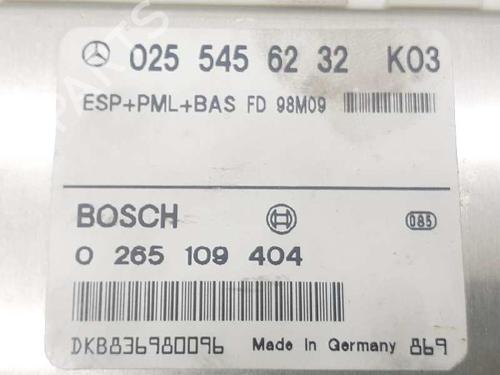 025 545 62 32 K03
ESP+PML+BAS FD 98M09
BOSCH
085
0 265 109 404
DKB836980096 Made In Germany 869